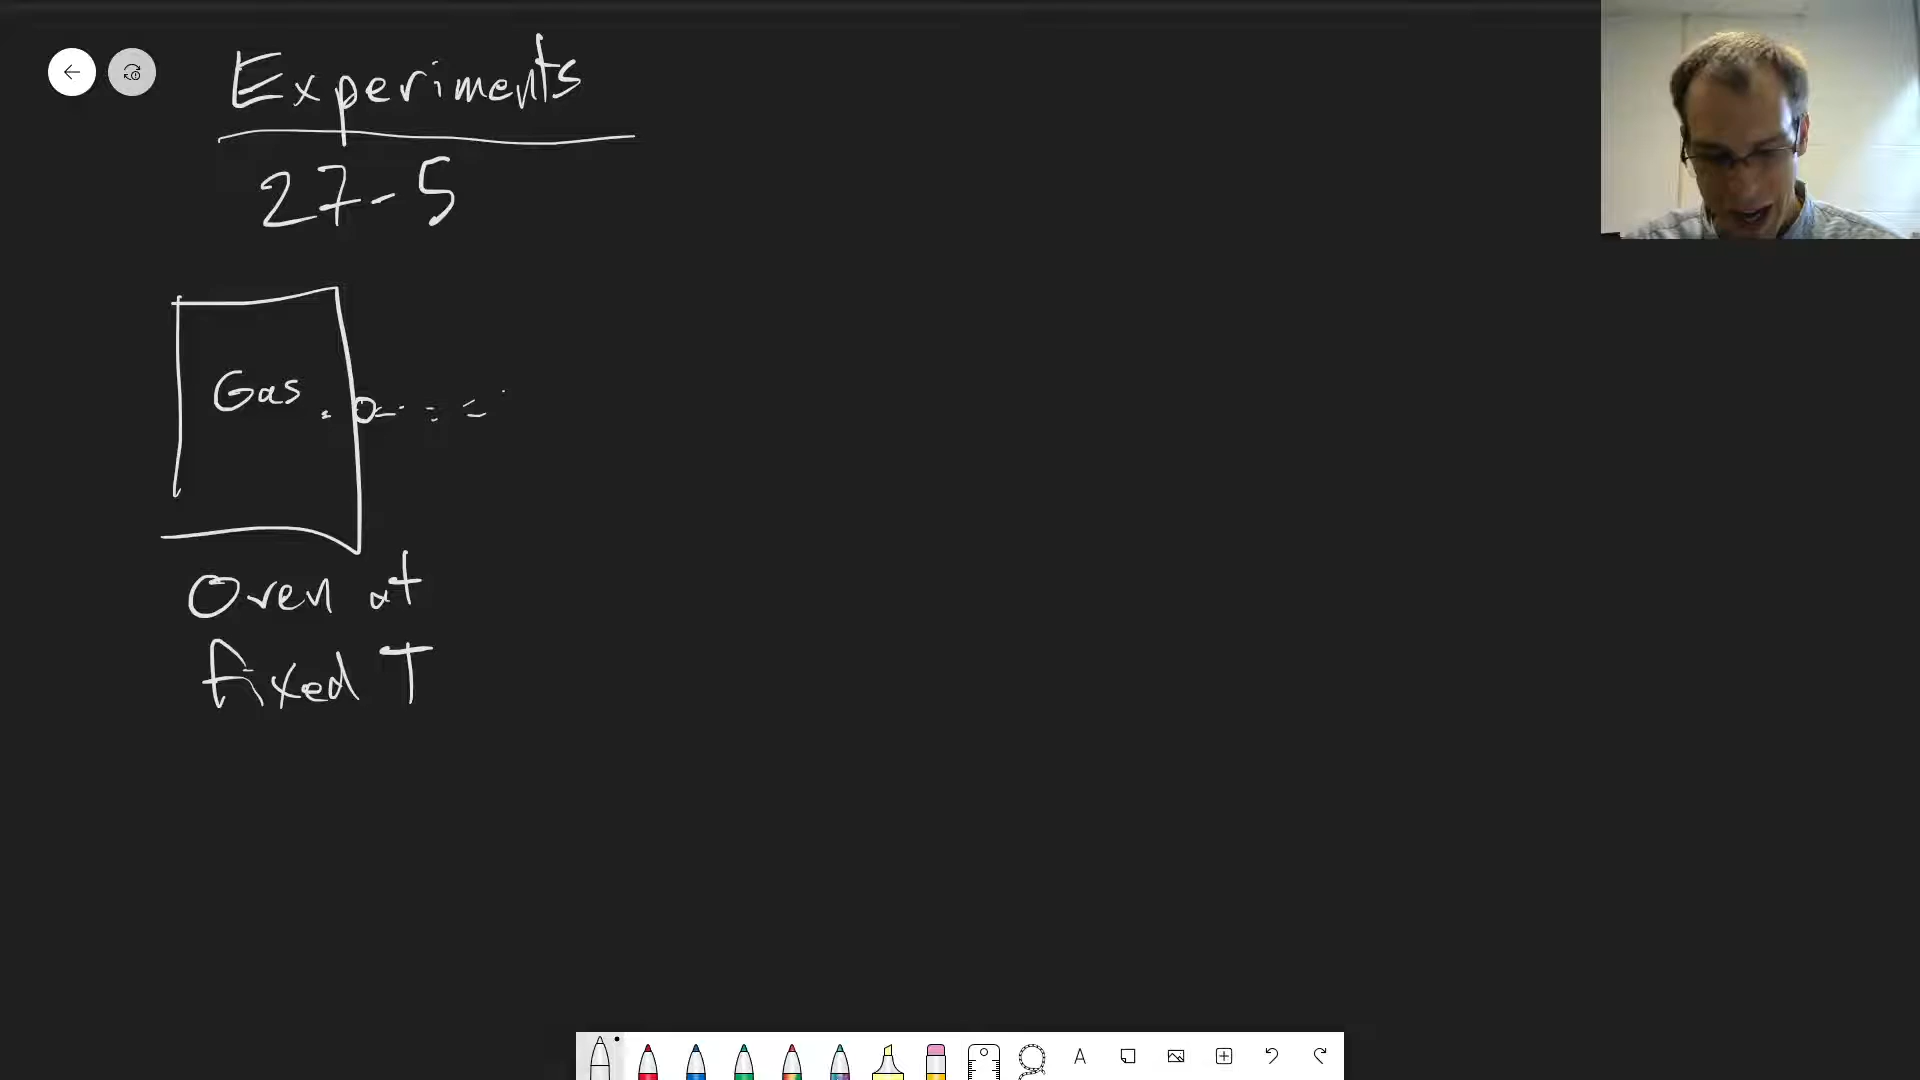 Experiments
27-5
Gas
Oven at
fixed T
A